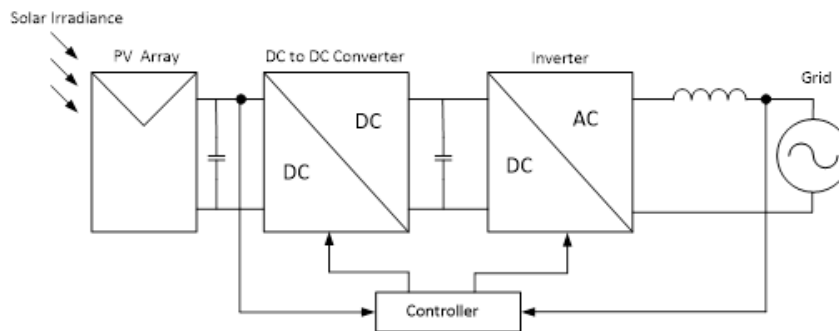 Solar Irradiance
PV Array
DC to DC Converter
Inverter
Grid
DC
DC
AC
DC
Controller